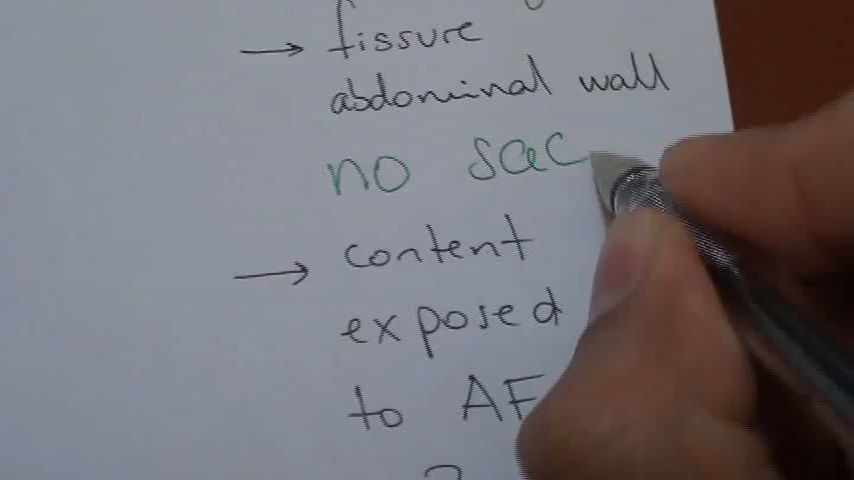 → fissure
abdominal wall
no sac
→ content
exposed
to AF